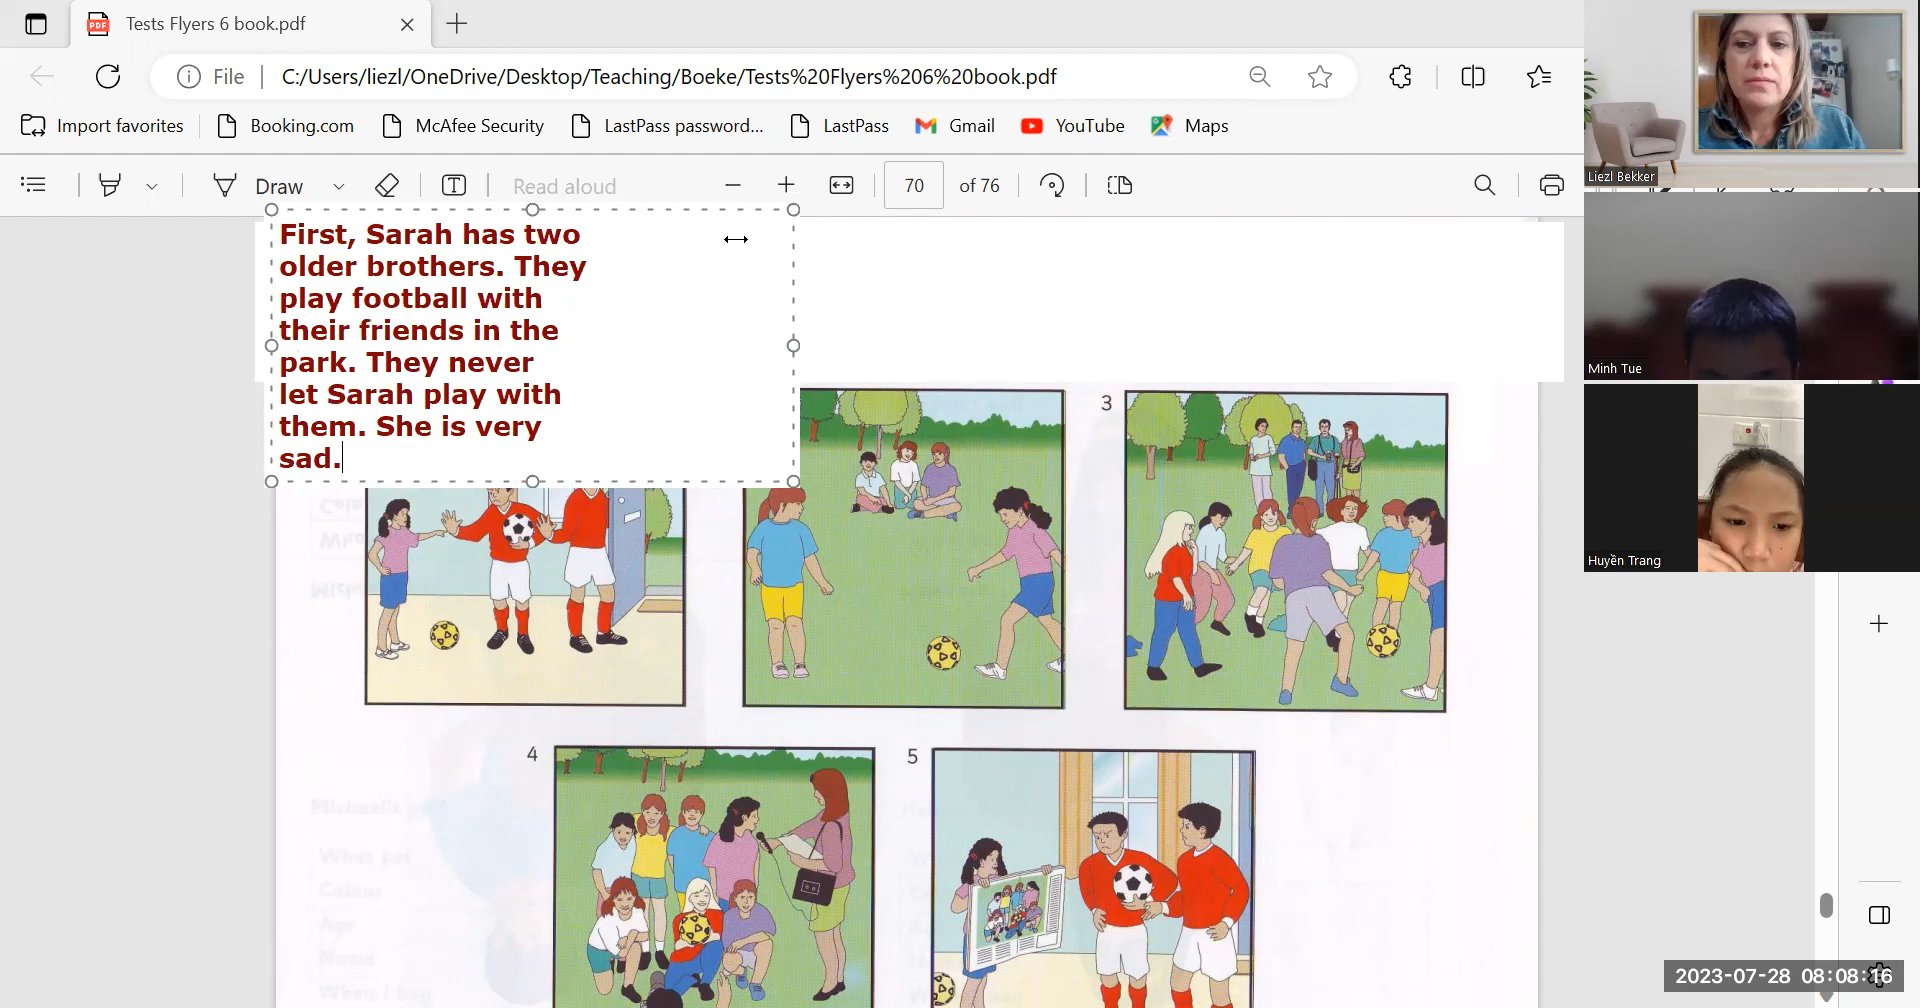 Tests Flyers 6 book.pdf
File
C:/Users/liezl/OneDrive/Desktop/Teaching/Boeke/Tests%20Flyers%206%20book.pdf
Import favorites
Booking.com
McAfee Security
LastPass password...
LastPass
Gmail
YouTube
Maps
Draw
Read aloud
70 of 76
First, Sarah has two
older brothers. They
play football with
their friends in the
park. They never
let Sarah play with
them. She is very
sad.
3
4
5
Liezl Bekker
Minh Tue
Huyền Trang
2023-07-28 08:08:16